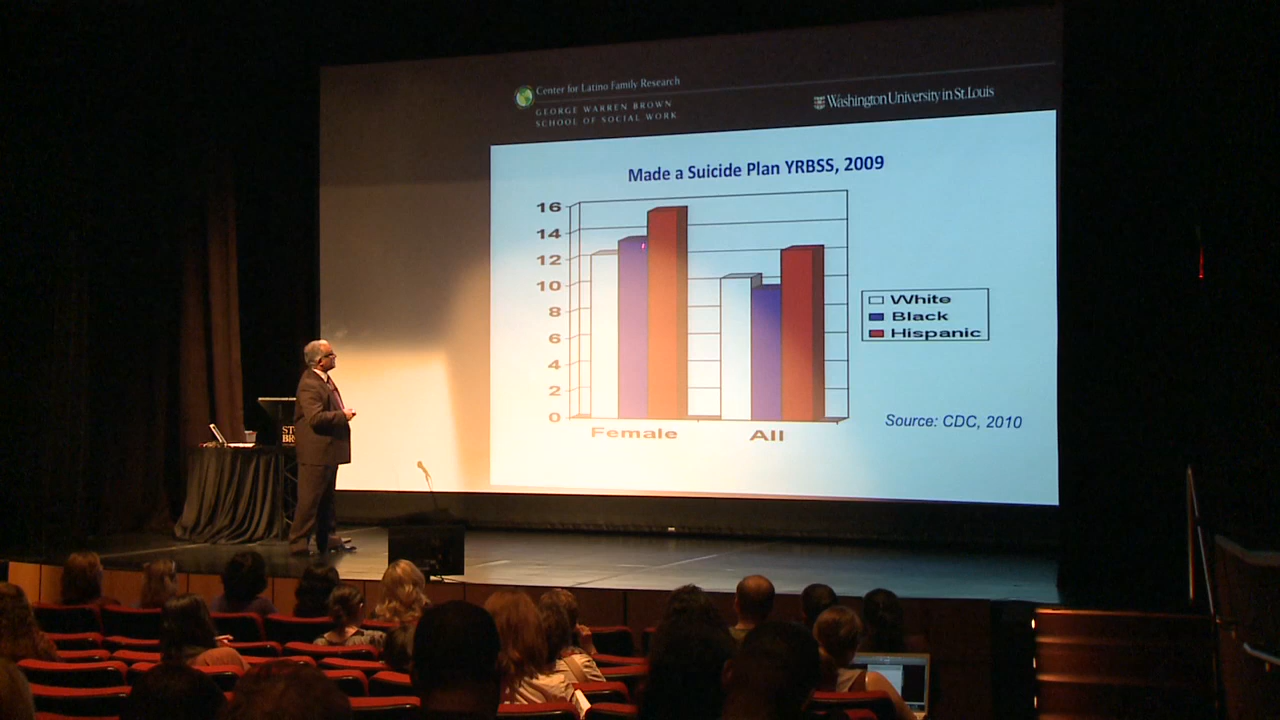 Center for Latino Family Research
GEORGE WARREN BROWN
SCHOOL OF SOCIAL WORK
Washington University in St. Louis
Made a Suicide Plan YRBSS, 2009
16
14
12
10
8
6
4
2
0
Female
All
White
Black
Hispanic
Source: CDC, 2010